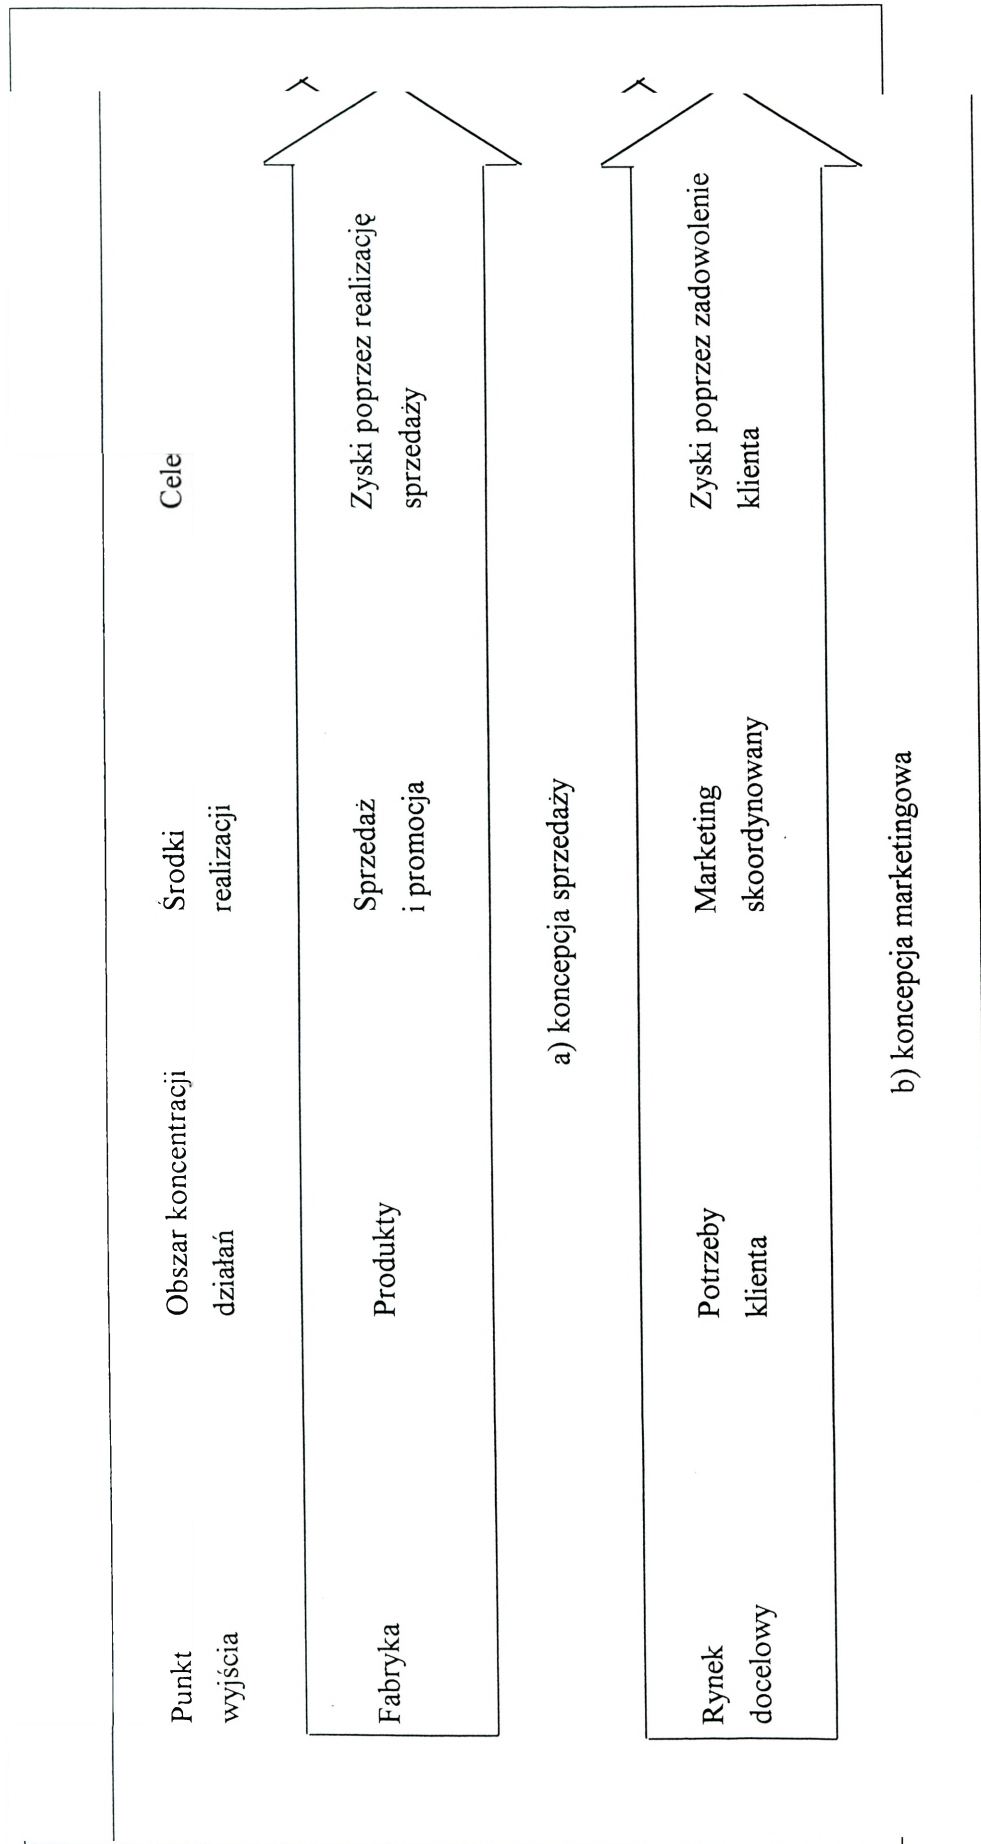 Punkt
wyjścia
Obszar koncentracji
działań
Środki
realizacji
Cele
Fabryka
Produkty
Sprzedaż
i promocja
Zyski poprzez realizację
sprzedaży
a) koncepcja sprzedaży
Rynek
docelowy
Potrzeby
klienta
Marketing
skoordynowany
Zyski poprzez zadowolenie
klienta
b) koncepcja marketingowa